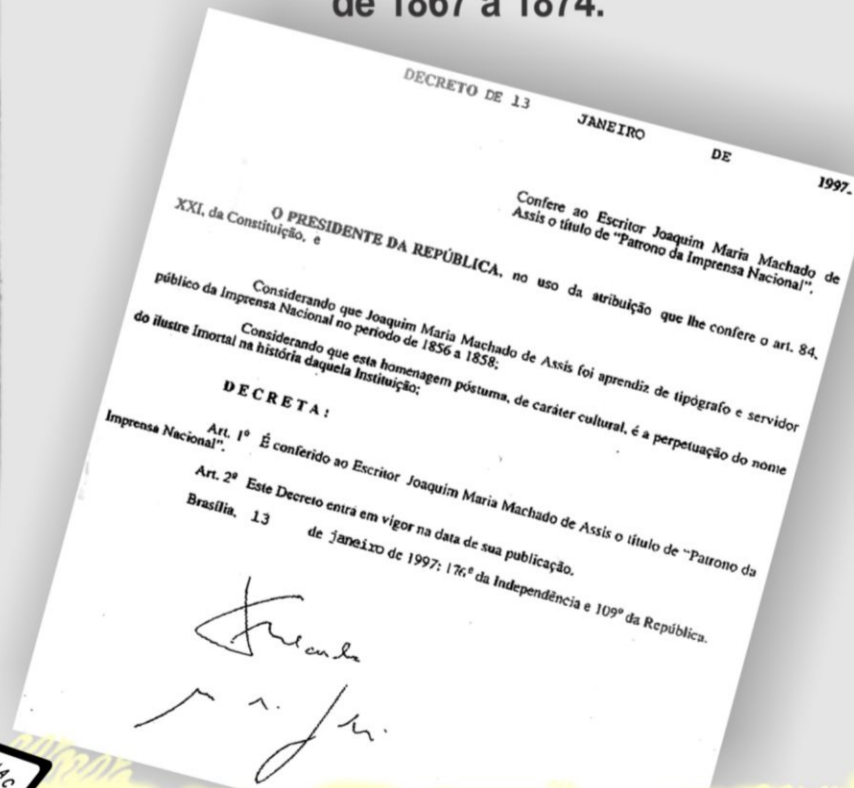 de 1867 a 1874.
DECRETO DE 13 JANEIRO DE 1997.
Confere ao Escritor Joaquim Maria Machado de
Assis o título de "Patrono da Imprensa Nacional".
O PRESIDENTE DA REPÚBLICA, no uso da atribuição que lhe confere o art. 84,
XXI, da Constituição, e
Considerando que Joaquim Maria Machado de Assis foi aprendiz de tipógrafo e servidor
público da Imprensa Nacional no período de 1856 a 1858;
Considerando que esta homenagem póstuma, de caráter cultural, é a perpetuação do nome
do ilustre Imortal na história daquela Instituição;
DECRETA:
Art. 1º É conferido ao Escritor Joaquim Maria Machado de Assis o título de "Patrono da
Imprensa Nacional".
Art. 2º Este Decreto entra em vigor na data de sua publicação.
Brasília, 13 de janeiro de 1997; 176º da Independência e 109º da República.